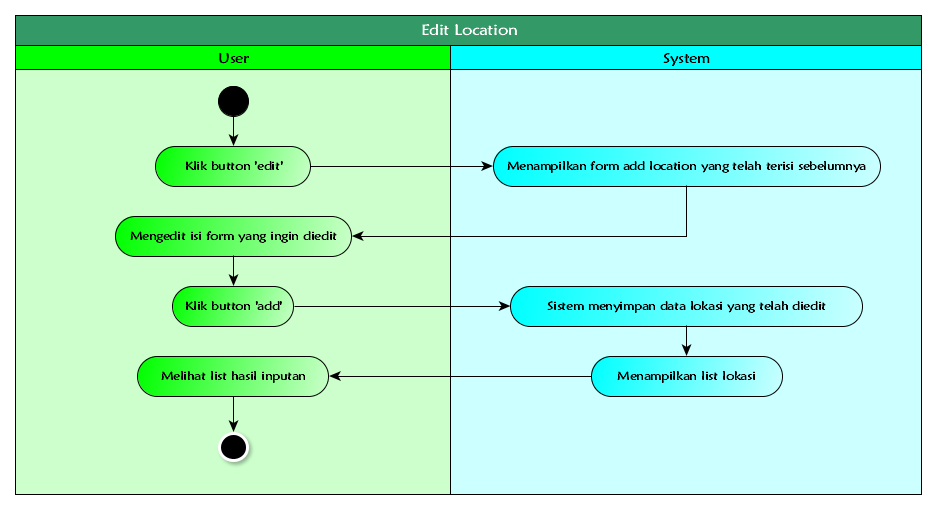 Edit Location
User
System
Klik button 'edit'
Menampilkan form add location yang telah terisi sebelumnya
Mengedit isi form yang ingin diedit
Klik button 'add'
Sistem menyimpan data lokasi yang telah diedit
Melihat list hasil inputan
Menampilkan list lokasi